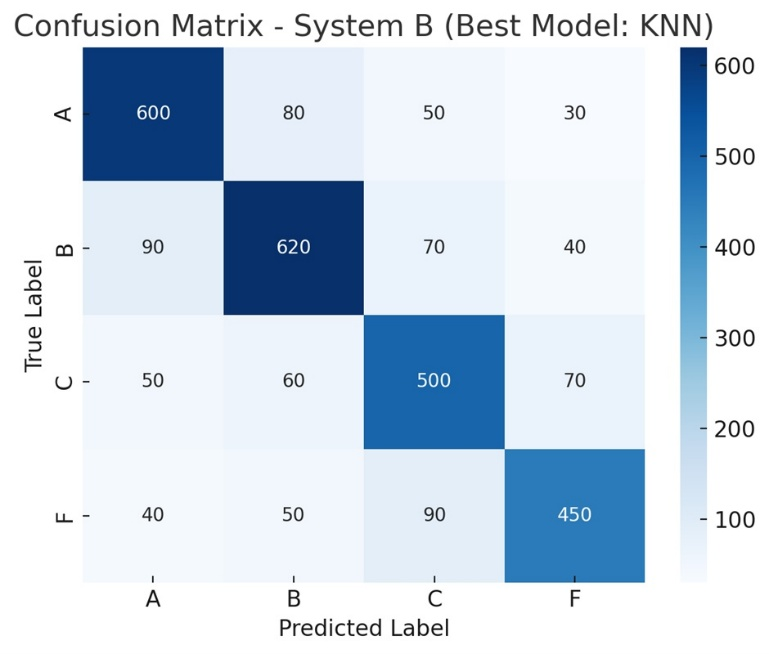 Confusion Matrix - System B (Best Model: KNN)
A 600 80 50 30
B 90 620 70 40
C 50 60 500 70
F 40 50 90 450
A B C F
True Label
Predicted Label
600
500
400
300
200
100